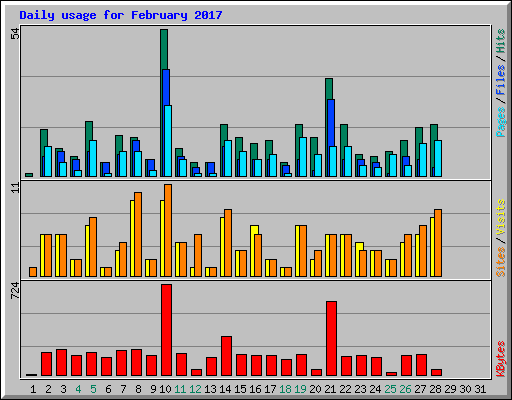 Daily usage for February 2017
54
Pages / Files / Hits
11
Sites / Visits
724
KBytes
1 2 3 4 5 6 7 8 9 10 11 12 13 14 15 16 17 18 19 20 21 22 23 24 25 26 27 28 29 30 31